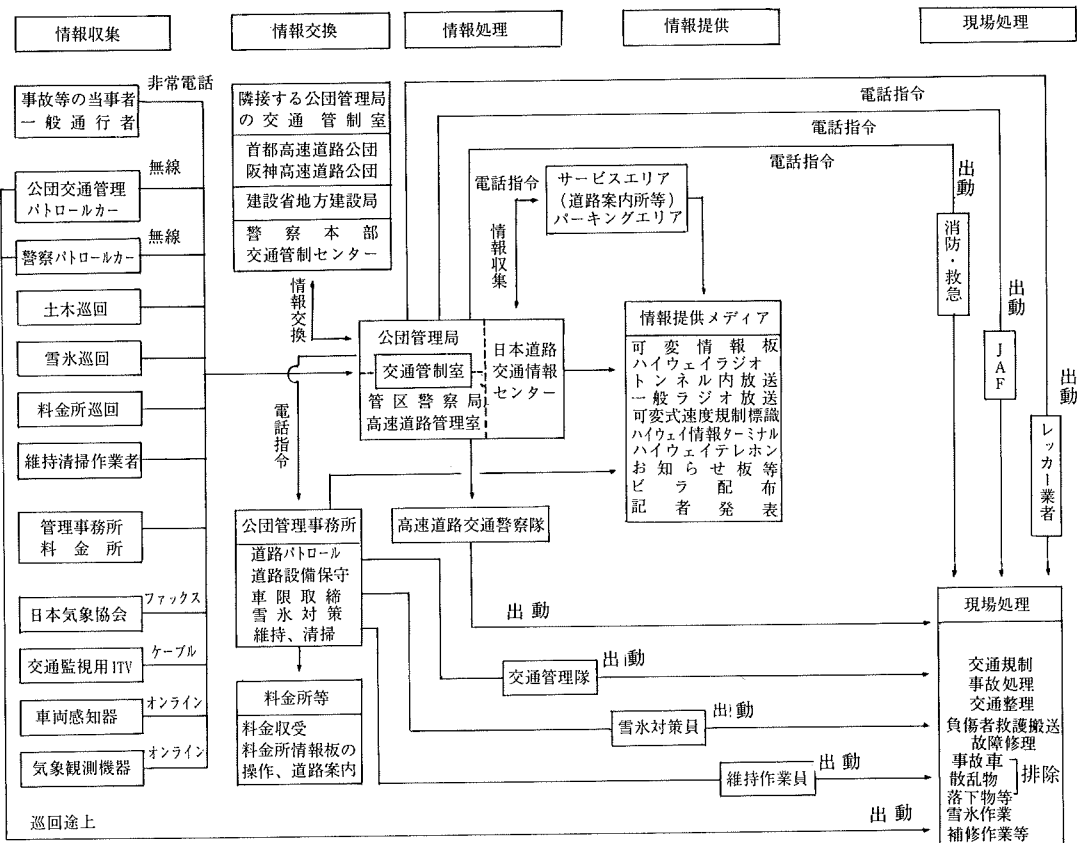 情報収集
情報交換
情報処理
情報提供
現場処理
事故等の当事者
一般通行者
非常電話
公団交通管理
パトロールカー
無線
警察パトロールカー
無線
土木巡回
雪氷巡回
料金所巡回
維持清掃作業者
管理事務所
料金所
日本気象協会
ファックス
交通監視用ITV
ケーブル
車両感知器
オンライン
気象観測機器
オンライン
巡回途上
隣接する公団管理局
の交通管制室
首都高速道路公団
阪神高速道路公団
建設省地方建設局
警察本部
交通管制センター
情報交換
電話指令
公団管理局
交通管制室
管区警察局
高速道路管理室
日本道路
交通情報
センター
公団管理事務所
道路パトロール
道路設備保守
車限取締
雪氷対策
維持、清掃
料金所等
料金収受
料金所情報板の
操作、道路案内
高速道路交通警察隊
電話指令
情報収集
サービスエリア
(道路案内所等)
パーキングエリア
情報提供メディア
可変情報板
ハイウェイラジオ
トンネル内放送
一般ラジオ放送
可変式速度規制標識
ハイウェイ情報ターミナル
ハイウェイテレホン
お知らせ板等
ビラ配布
記者発表
電話指令
電話指令
電話指令
出動
消防・救急
出動
JAF
出動
レッカー業者
出動
交通管理隊
出動
雪氷対策員
出動
維持作業員
出動
出動
現場処理
交通規制
事故処理
交通整理
負傷者救護搬送
故障修理
事故車
散乱物
落下物等
排除
雪氷作業
補修作業等